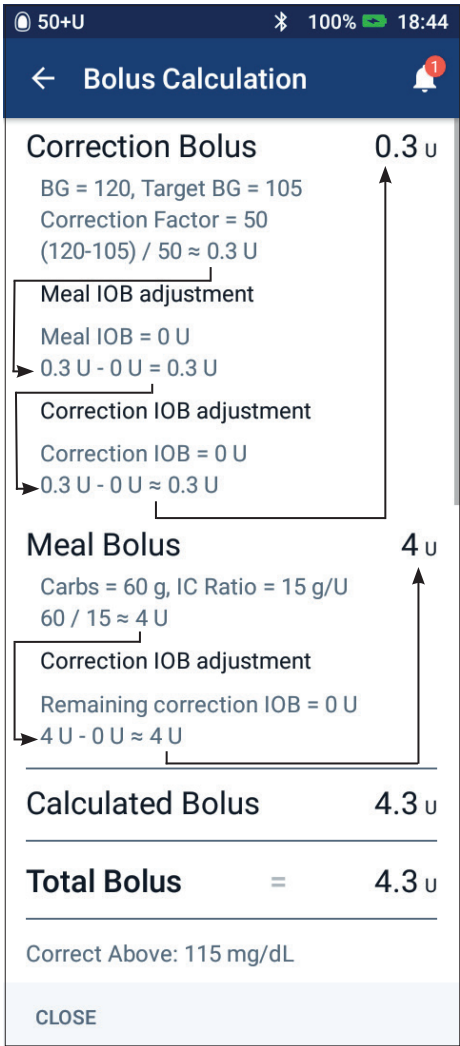 50+U 100% 18:44
Bolus Calculation 1
Correction Bolus 0.3 U
BG = 120, Target BG = 105
Correction Factor = 50
(120-105) / 50 ≈ 0.3 U
Meal IOB adjustment
Meal IOB = 0 U
0.3 U - 0 U = 0.3 U
Correction IOB adjustment
Correction IOB = 0 U
0.3 U - 0 U ≈ 0.3 U
Meal Bolus 4 U
Carbs = 60 g, IC Ratio = 15 g/U
60 / 15 ≈ 4 U
Correction IOB adjustment
Remaining correction IOB = 0 U
4 U - 0 U ≈ 4 U
Calculated Bolus 4.3 U
Total Bolus = 4.3 U
Correct Above: 115 mg/dL
CLOSE